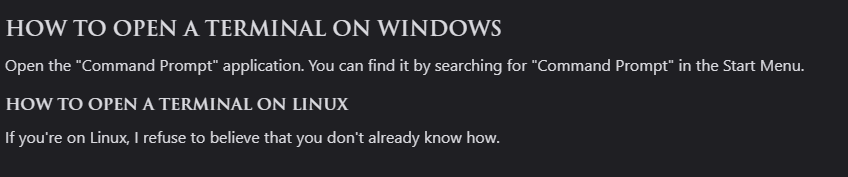 HOW TO OPEN A TERMINAL ON WINDOWS
Open the "Command Prompt" application. You can find it by searching for "Command Prompt" in the Start Menu.
HOW TO OPEN A TERMINAL ON LINUX
If you're on Linux, I refuse to believe that you don't already know how.